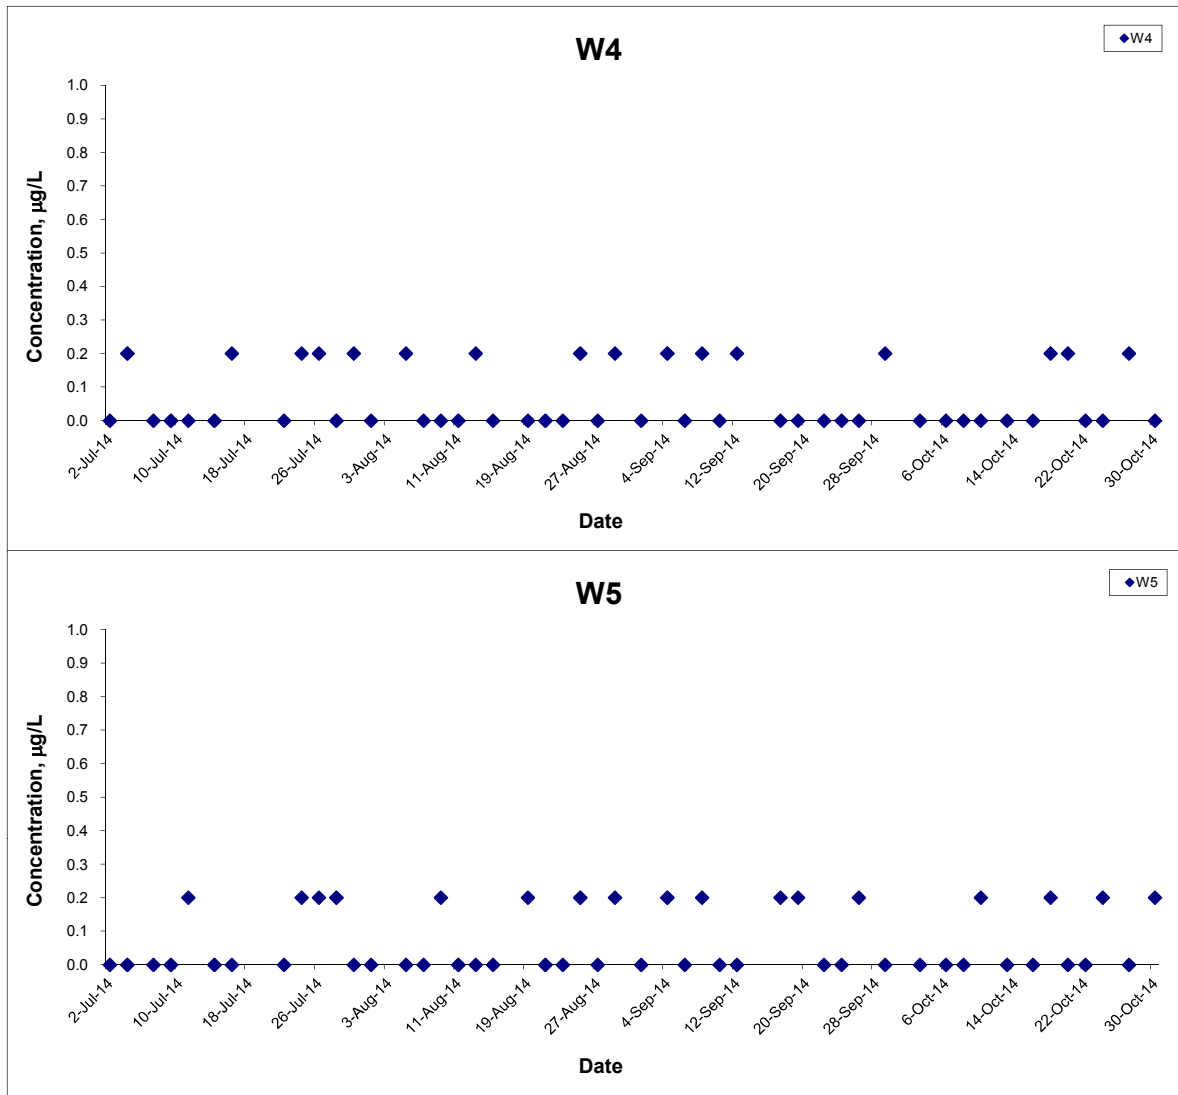 W4
W4
1.0
0.9
0.8
0.7
0.6
0.5
0.4
0.3
0.2
0.1
0.0
Concentration, µg/L
2-Jul-14
10-Jul-14
18-Jul-14
26-Jul-14
3-Aug-14
11-Aug-14
19-Aug-14
27-Aug-14
4-Sep-14
12-Sep-14
20-Sep-14
28-Sep-14
6-Oct-14
14-Oct-14
22-Oct-14
30-Oct-14
Date
W5
W5
1.0
0.9
0.8
0.7
0.6
0.5
0.4
0.3
0.2
0.1
0.0
Concentration, µg/L
2-Jul-14
10-Jul-14
18-Jul-14
26-Jul-14
3-Aug-14
11-Aug-14
19-Aug-14
27-Aug-14
4-Sep-14
12-Sep-14
20-Sep-14
28-Sep-14
6-Oct-14
14-Oct-14
22-Oct-14
30-Oct-14
Date